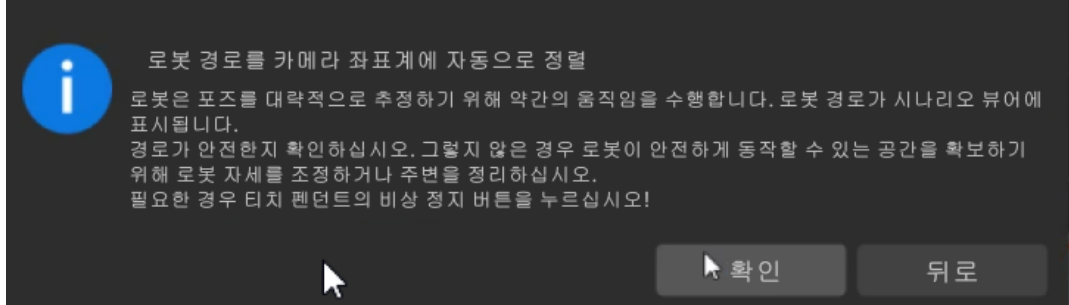 로봇 경로를 카메라 좌표계에 자동으로 정렬
로봇은 포즈를 대략적으로 추정하기 위해 약간의 움직임을 수행합니다. 로봇 경로가 시나리오 뷰어에
표시됩니다.
경로가 안전한지 확인하십시오. 그렇지 않은 경우 로봇이 안전하게 동작할 수 있는 공간을 확보하기
위해 로봇 자세를 조정하거나 주변을 정리하십시오.
필요한 경우 티치 펜던트의 비상 정지 버튼을 누르십시오!
확인
뒤로